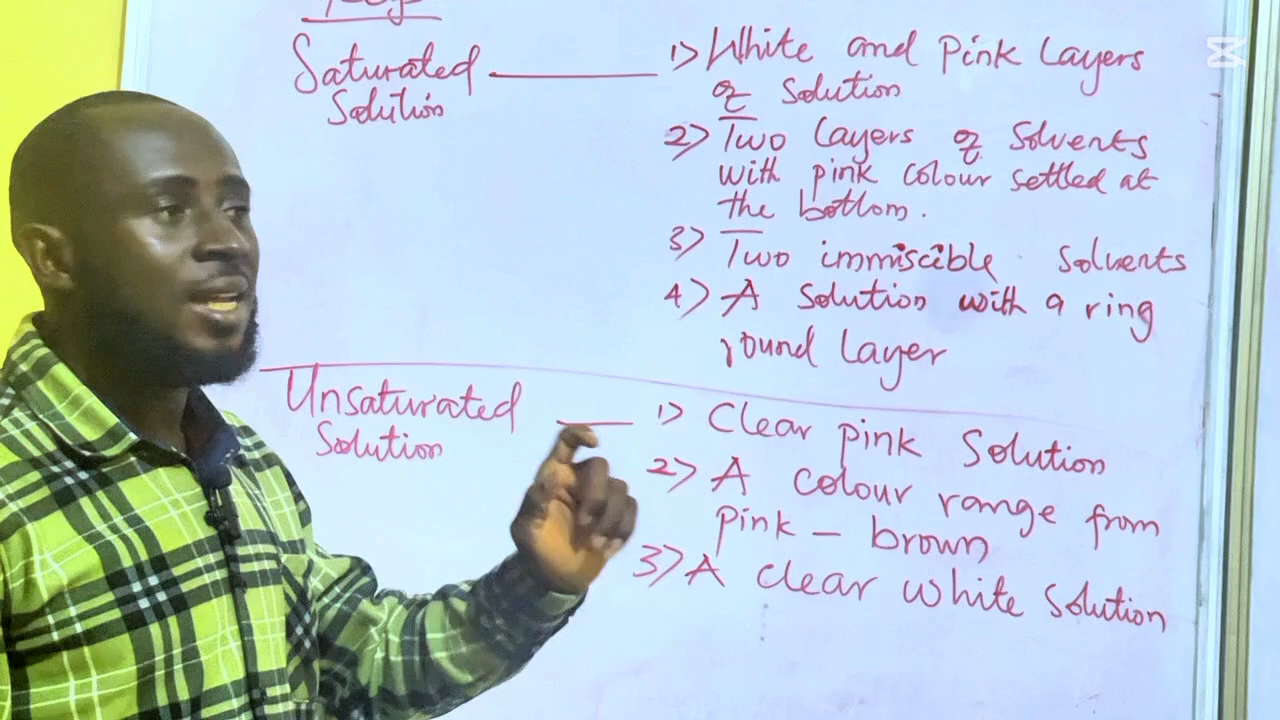 Key
Saturated
Solution
1) White and pink Layers
of Solution
2) Two Layers of Solvents
with pink colour settled at
the bottom.
3) Two immiscible solvents
4) A solution with a ring
round Layer
Unsaturated
Solution
1) Clear pink Solution
2) A colour range from
pink - brown
3) A clear white solution